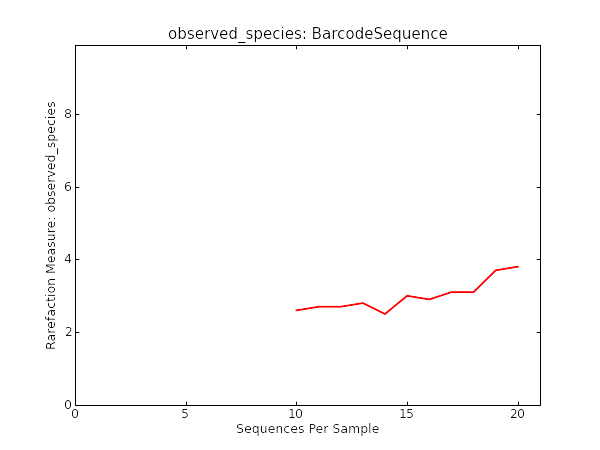 observed_species: BarcodeSequence
Rarefaction Measure: observed_species
8
6
4
2
0
0 5 10 15 20
Sequences Per Sample